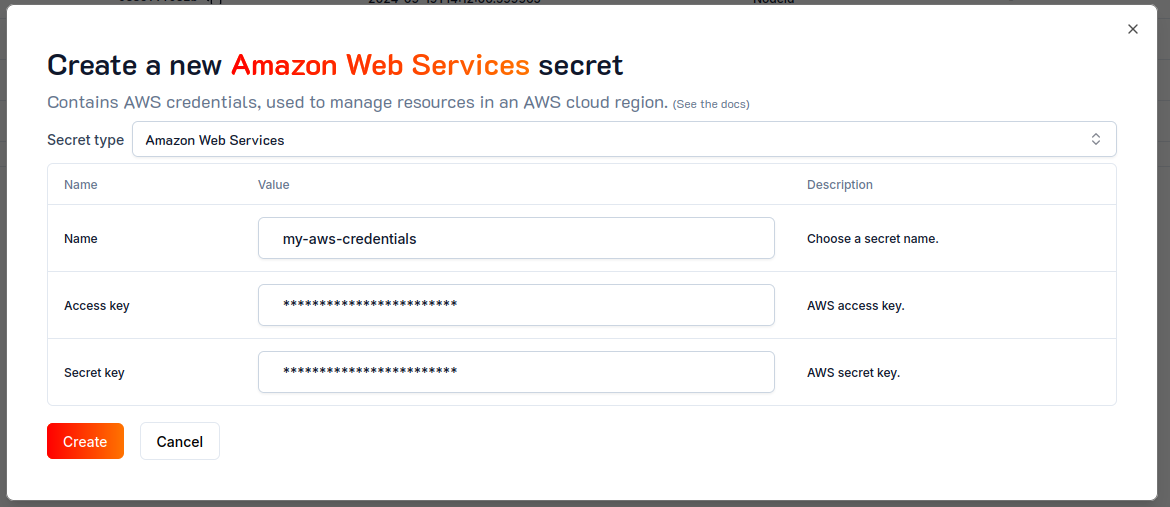 Create a new Amazon Web Services secret
Contains AWS credentials, used to manage resources in an AWS cloud region. (See the docs)
Secret type Amazon Web Services
Name Value Description
Name my-aws-credentials Choose a secret name.
Access key ************************ AWS access key.
Secret key ************************ AWS secret key.
Create Cancel